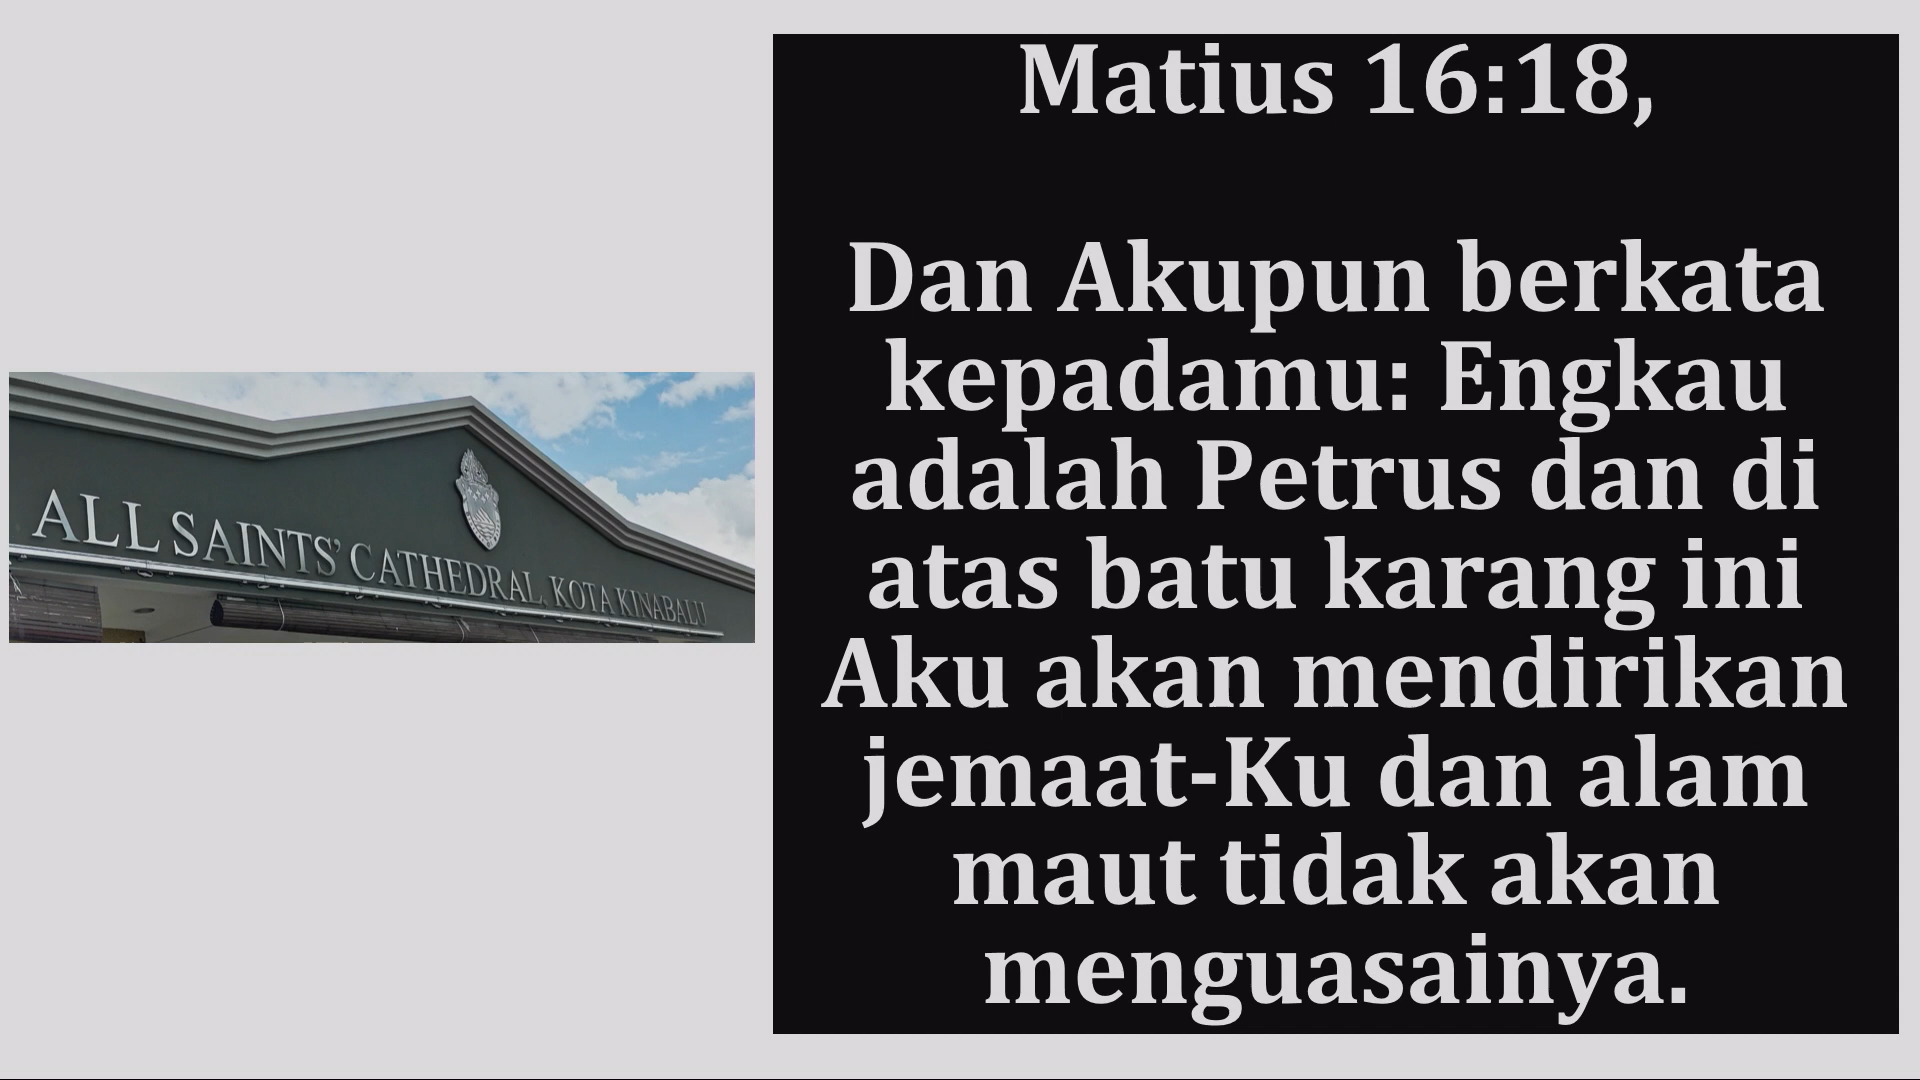 ALL SAINTS' CATHEDRAL, KOTA KINABALU
Matius 16:18,
Dan Akupun berkata
kepadamu: Engkau
adalah Petrus dan di
atas batu karang ini
Aku akan mendirikan
jemaat-Ku dan alam
maut tidak akan
menguasainya.